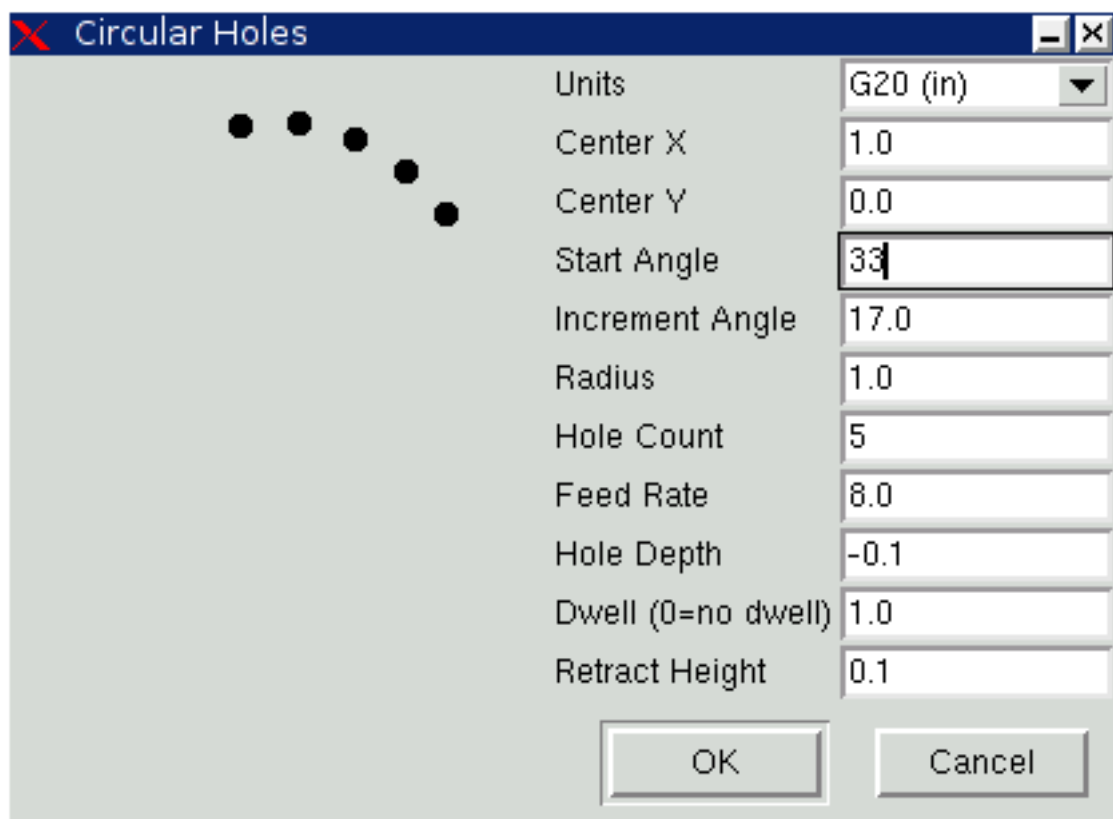 Circular Holes
Units G20 (in)
Center X 1.0
Center Y 0.0
Start Angle 33
Increment Angle 17.0
Radius 1.0
Hole Count 5
Feed Rate 8.0
Hole Depth -0.1
Dwell (0=no dwell) 1.0
Retract Height 0.1
OK Cancel